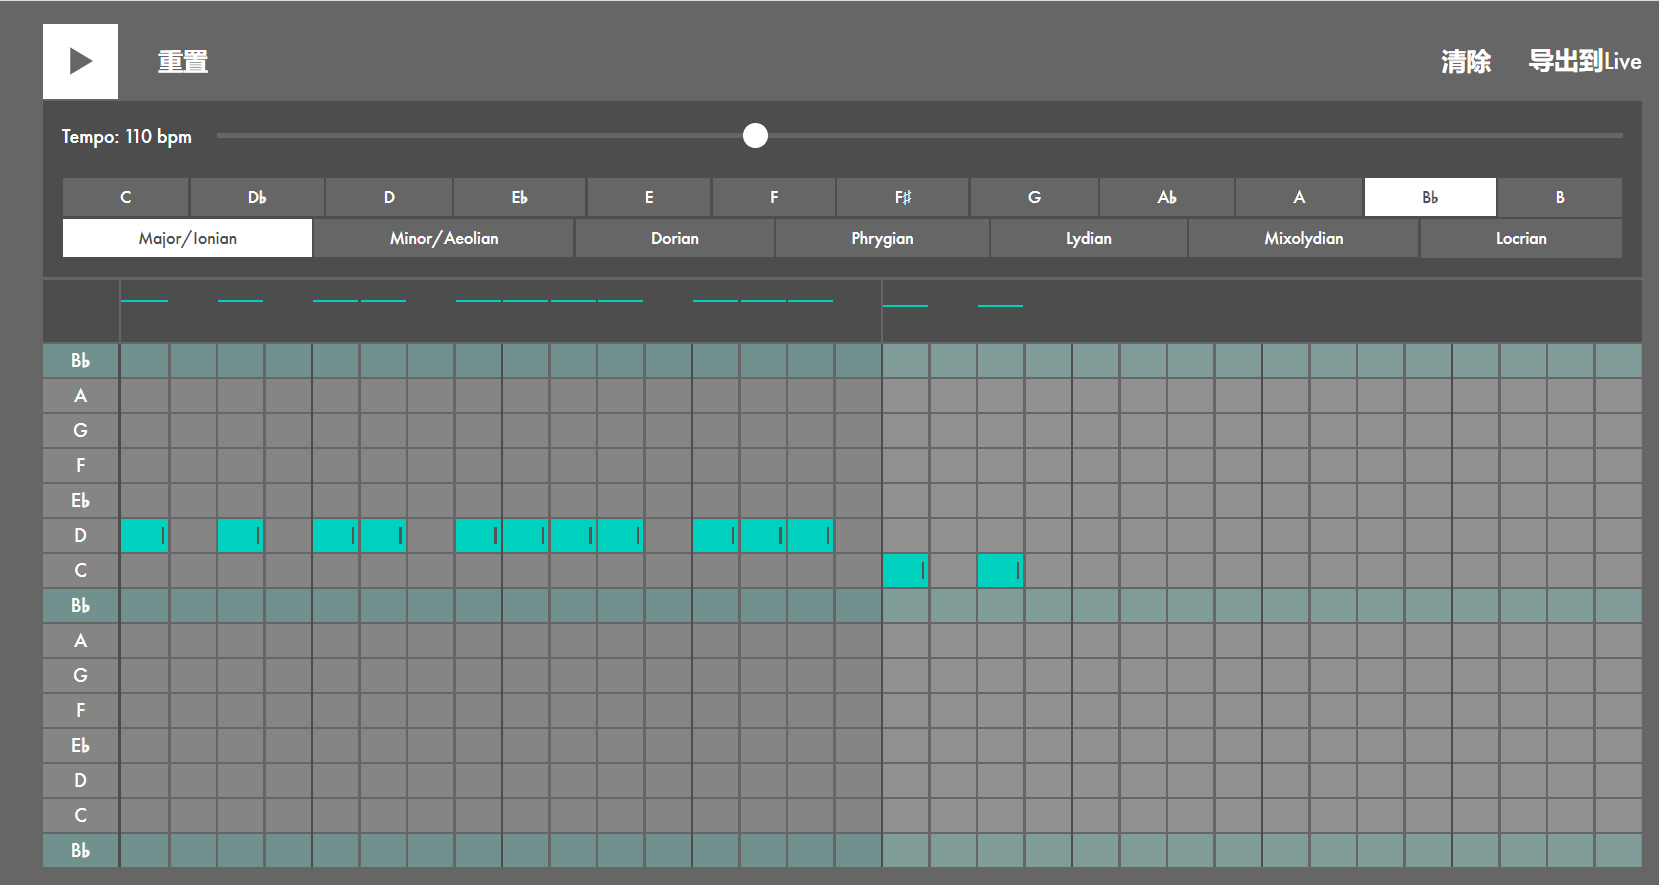 重置
清除
导出到Live
Tempo: 110 bpm
C D♭ D E♭ E F F♯ G A♭ A B♭ B
Major/Ionian Minor/Aeolian Dorian Phrygian Lydian Mixolydian Locrian
B♭
A
G
F
E♭
D
C
B♭
A
G
F
E♭
D
C
B♭